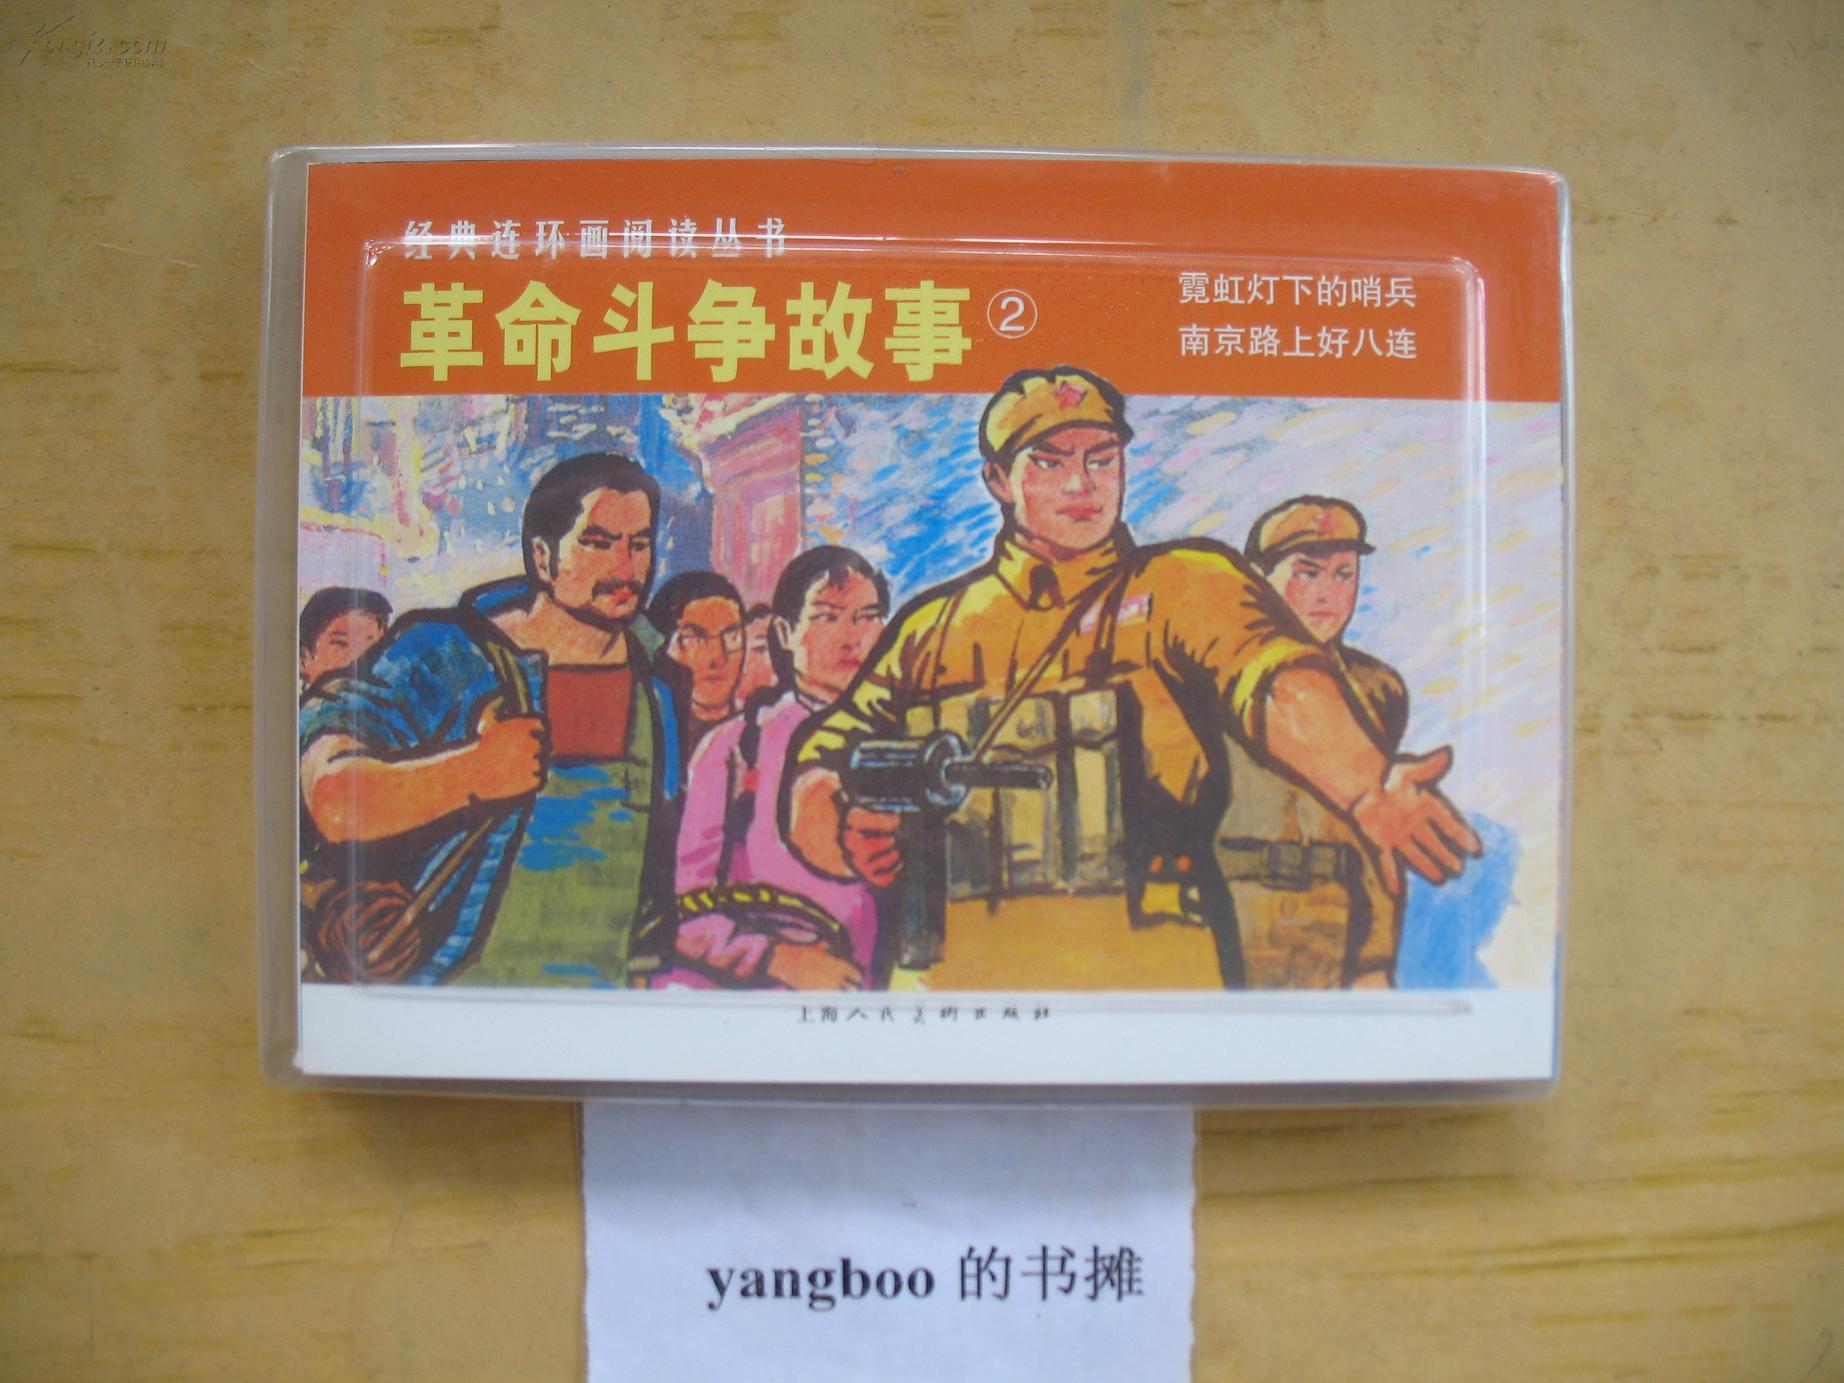 经典连环画阅读丛书
革命斗争故事②
霓虹灯下的哨兵
南京路上好八连
上海人民美术出版社
yangboo 的书摊